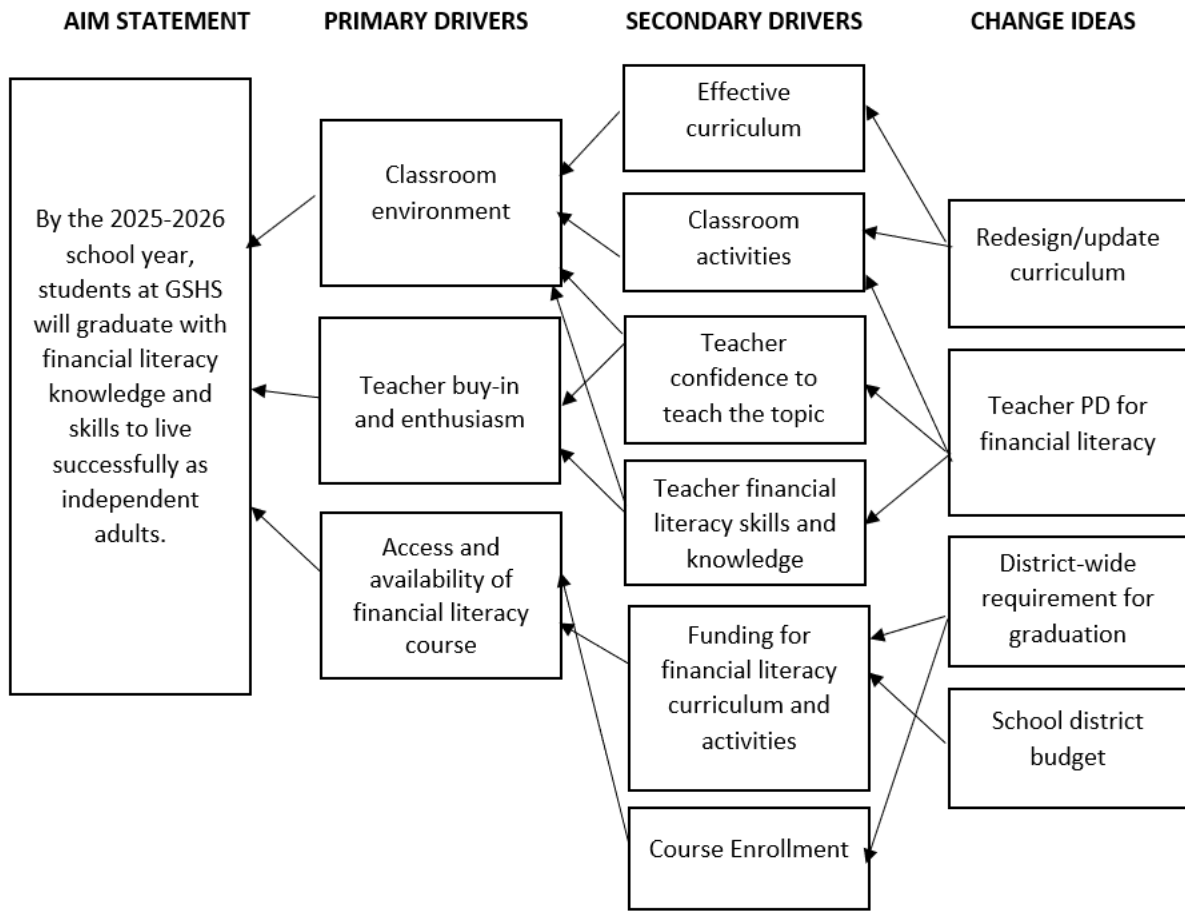 AIM STATEMENT
PRIMARY DRIVERS
SECONDARY DRIVERS
CHANGE IDEAS
By the 2025-2026
school year,
students at GSHS
will graduate with
financial literacy
knowledge and
skills to live
successfully as
independent
adults.
Classroom
environment
Teacher buy-in
and enthusiasm
Access and
availability of
financial literacy
course
Effective
curriculum
Classroom
activities
Teacher
confidence to
teach the topic
Teacher financial
literacy skills and
knowledge
Funding for
financial literacy
curriculum and
activities
Course Enrollment
Redesign/update
curriculum
Teacher PD for
financial literacy
District-wide
requirement for
graduation
School district
budget